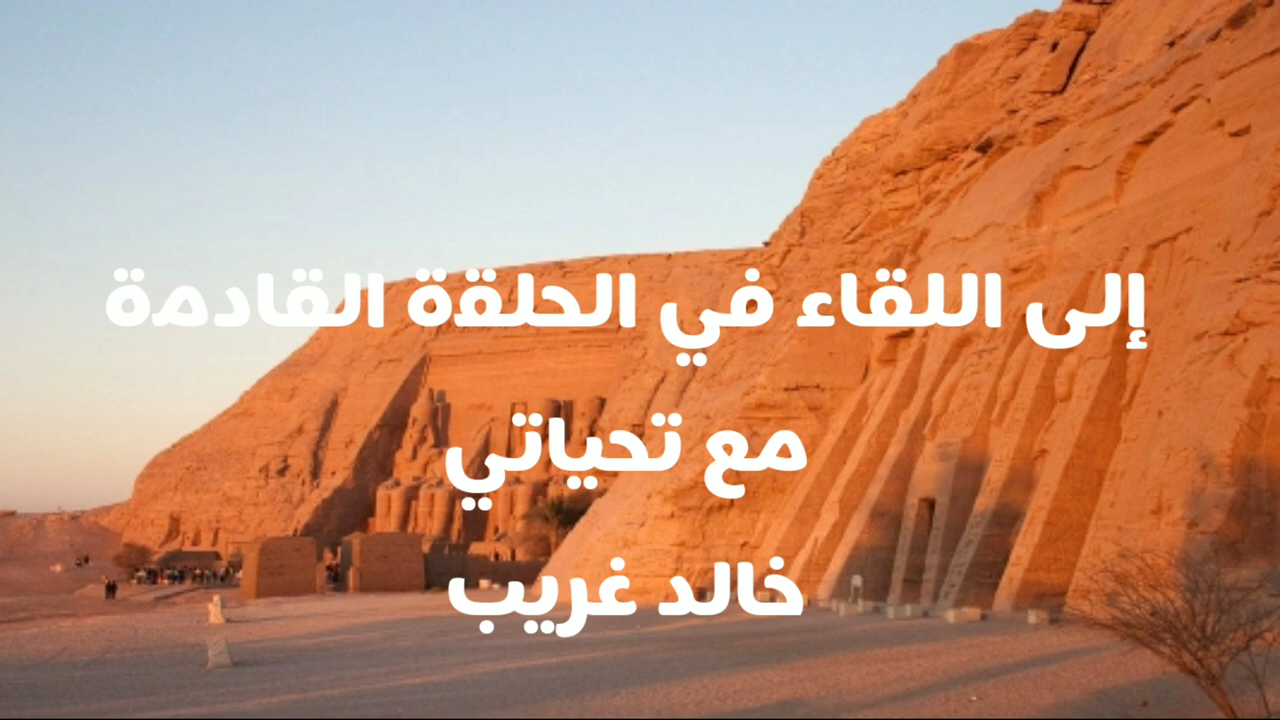 إلى اللقاء في الحلقة القادمة
مع تحياتي
خالد غريب